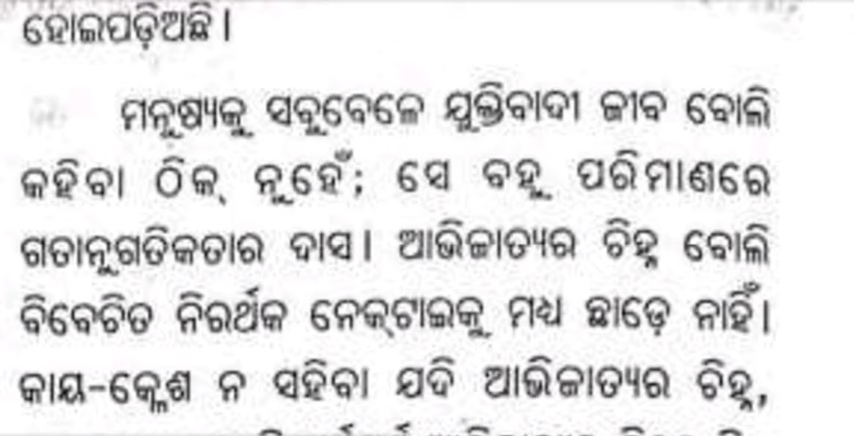 ହୋଇପଡ଼ିଅଛି।
ମନୁଷ୍ୟକୁ ସବୁବେଳେ ଯୁକ୍ତିବାଦୀ ଜୀବ ବୋଲି
କହିବା ଠିକ୍ ନୁହେଁ; ସେ ବହୁ ପରିମାଣରେ
ଗତାନୁଗତିକତାର ଦାସ। ଆଭିଜାତ୍ୟର ଚିହ୍ନ ବୋଲି
ବିବେଚିତ ନିରର୍ଥକ ନେକ୍‌ଟାଇକୁ ମଧ୍ୟ ଛାଡ଼େ ନାହିଁ।
କାୟ-କ୍ଳେଶ ନ ସହିବା ଯଦି ଆଭିଜାତ୍ୟର ଚିହ୍ନ,